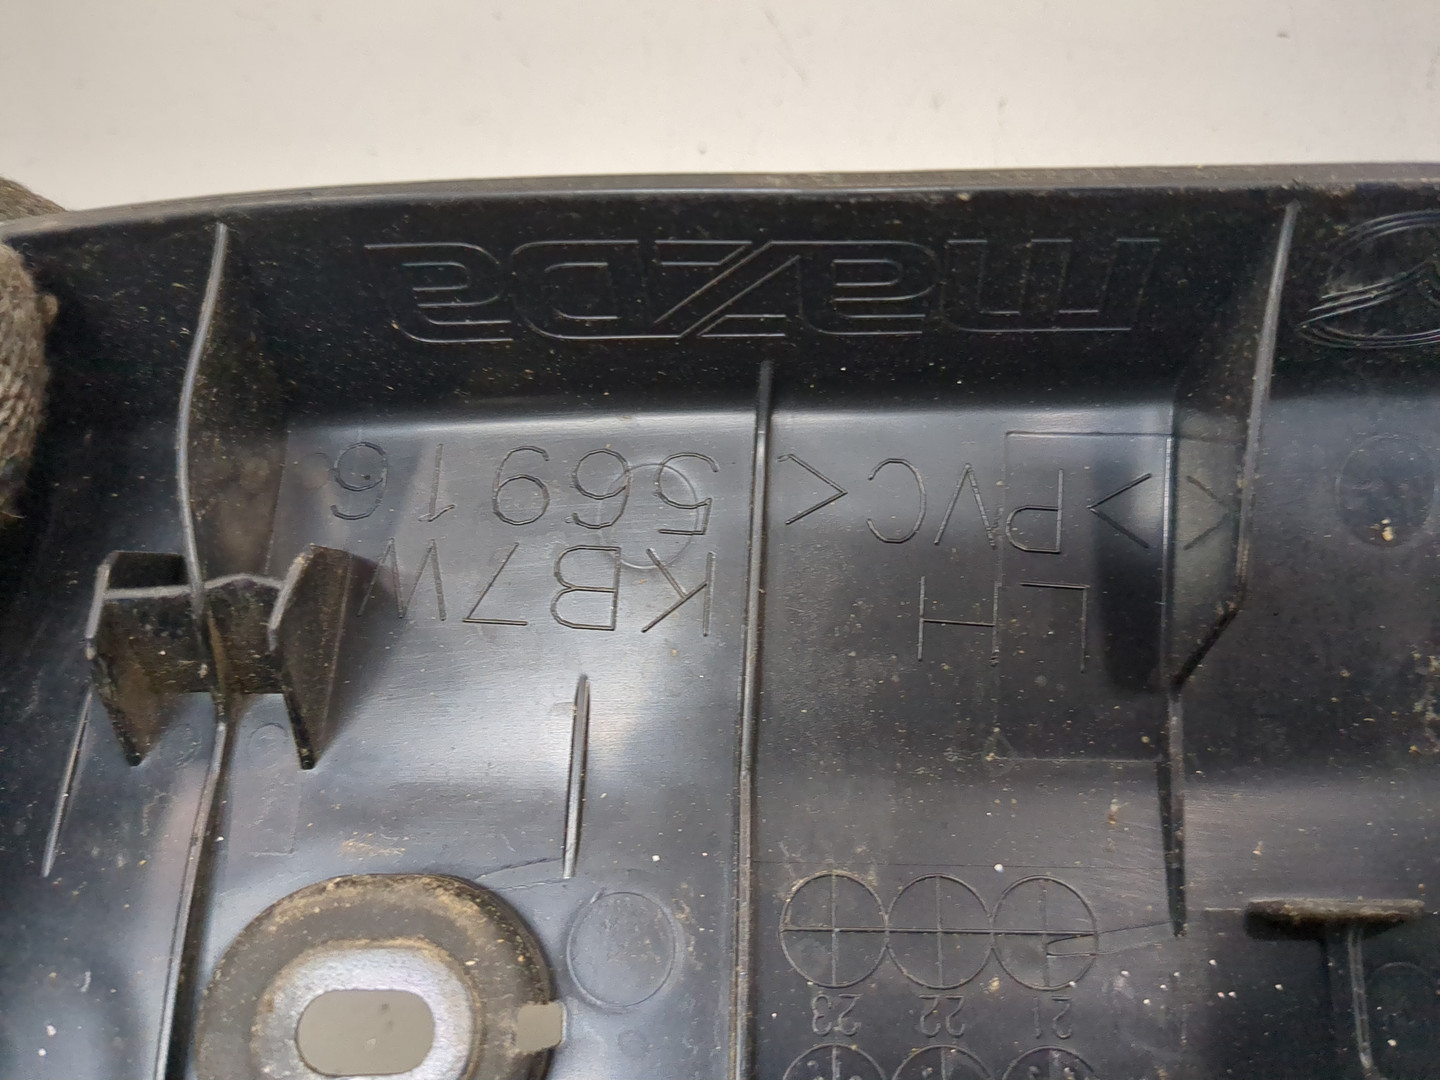 21 22 23
LH KB7W
>PVC< 56916
mazda